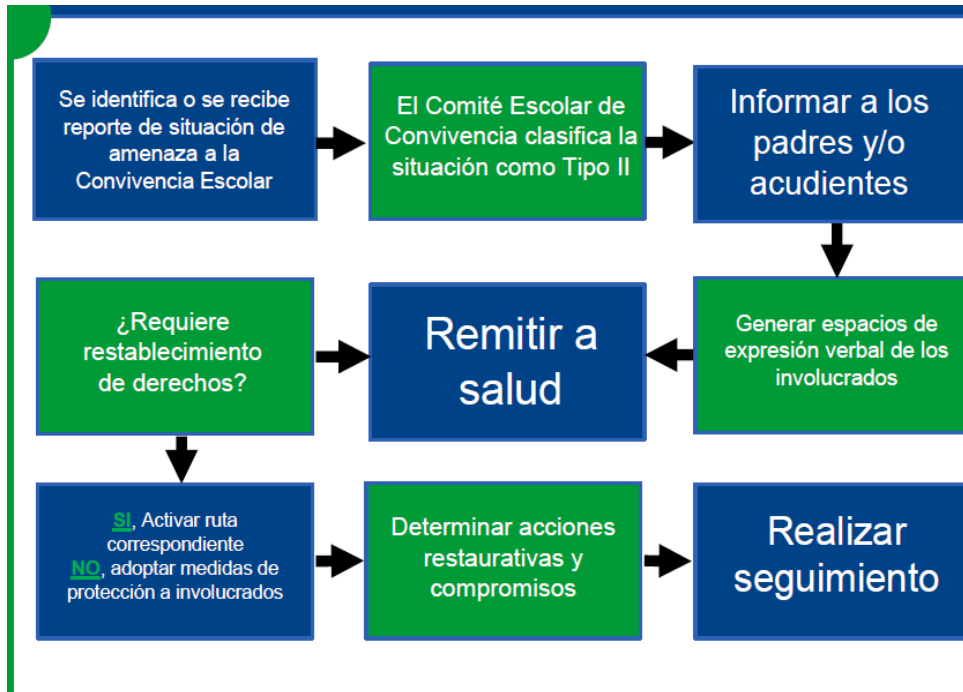 Se identifica o se recibe
reporte de situación de
amenaza a la
Convivencia Escolar
El Comité Escolar de
Convivencia clasifica la
situación como Tipo II
Informar a los
padres y/o
acudientes
Generar espacios de
expresión verbal de los
involucrados
Remitir a
salud
¿Requiere
restablecimiento
de derechos?
SI, Activar ruta
correspondiente
NO, adoptar medidas de
protección a involucrados
Determinar acciones
restaurativas y
compromisos
Realizar
seguimiento